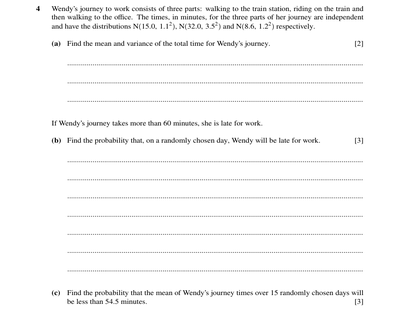 4 Wendy's journey to work consists of three parts: walking to the train station, riding on the train and
then walking to the office. The times, in minutes, for the three parts of her journey are independent
and have the distributions N(15.0, 1.1²), N(32.0, 3.5²) and N(8.6, 1.2²) respectively.
(a) Find the mean and variance of the total time for Wendy's journey. [2]
If Wendy's journey takes more than 60 minutes, she is late for work.
(b) Find the probability that, on a randomly chosen day, Wendy will be late for work. [3]
(c) Find the probability that the mean of Wendy's journey times over 15 randomly chosen days will
be less than 54.5 minutes. [3]